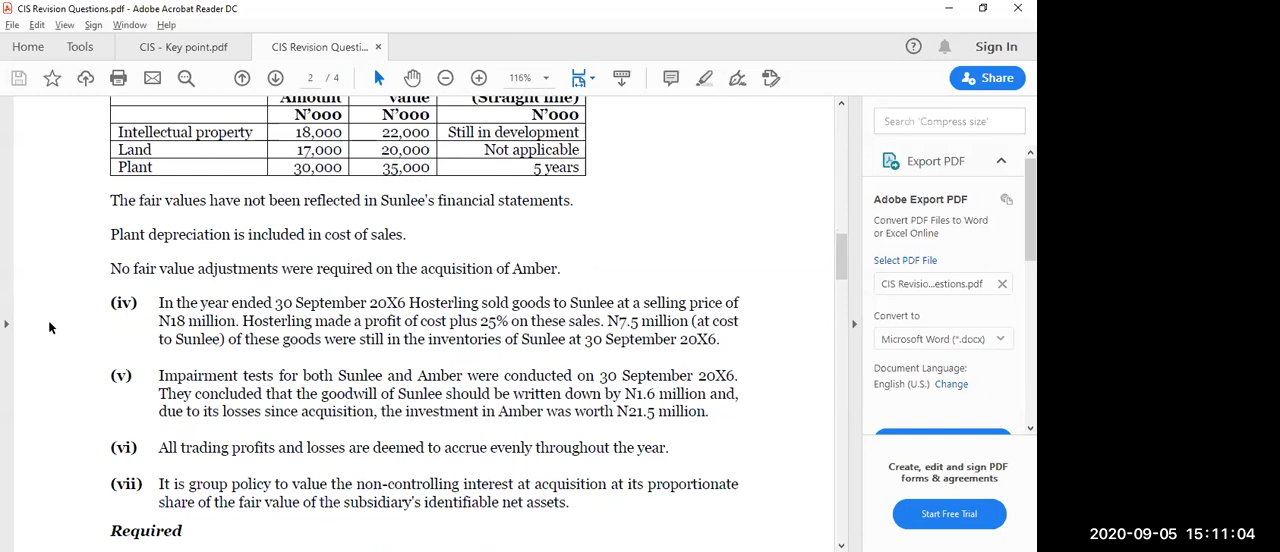 CIS Revision Questions.pdf - Adobe Acrobat Reader DC
File Edit View Sign Window Help
Home Tools CIS - Key point.pdf CIS Revision Questi... × Sign In
2 / 4 116% Share
Amount value (Straight line)
N'000 N'000 N'000
Intellectual property 18,000 22,000 Still in development
Land 17,000 20,000 Not applicable
Plant 30,000 35,000 5 years
The fair values have not been reflected in Sunlee's financial statements.
Plant depreciation is included in cost of sales.
No fair value adjustments were required on the acquisition of Amber.
(iv) In the year ended 30 September 20X6 Hosterling sold goods to Sunlee at a selling price of
N18 million. Hosterling made a profit of cost plus 25% on these sales. N7.5 million (at cost
to Sunlee) of these goods were still in the inventories of Sunlee at 30 September 20X6.
(v) Impairment tests for both Sunlee and Amber were conducted on 30 September 20X6.
They concluded that the goodwill of Sunlee should be written down by N1.6 million and,
due to its losses since acquisition, the investment in Amber was worth N21.5 million.
(vi) All trading profits and losses are deemed to accrue evenly throughout the year.
(vii) It is group policy to value the non-controlling interest at acquisition at its proportionate
share of the fair value of the subsidiary's identifiable net assets.
Required
Search 'Compress size'
Export PDF
Adobe Export PDF
Convert PDF Files to Word
or Excel Online
Select PDF File
CIS Revisio...estions.pdf
Convert to
Microsoft Word (*.docx)
Document Language:
English (U.S.) Change
Create, edit and sign PDF
forms & agreements
Start Free Trial
2020-09-05 15:11:04